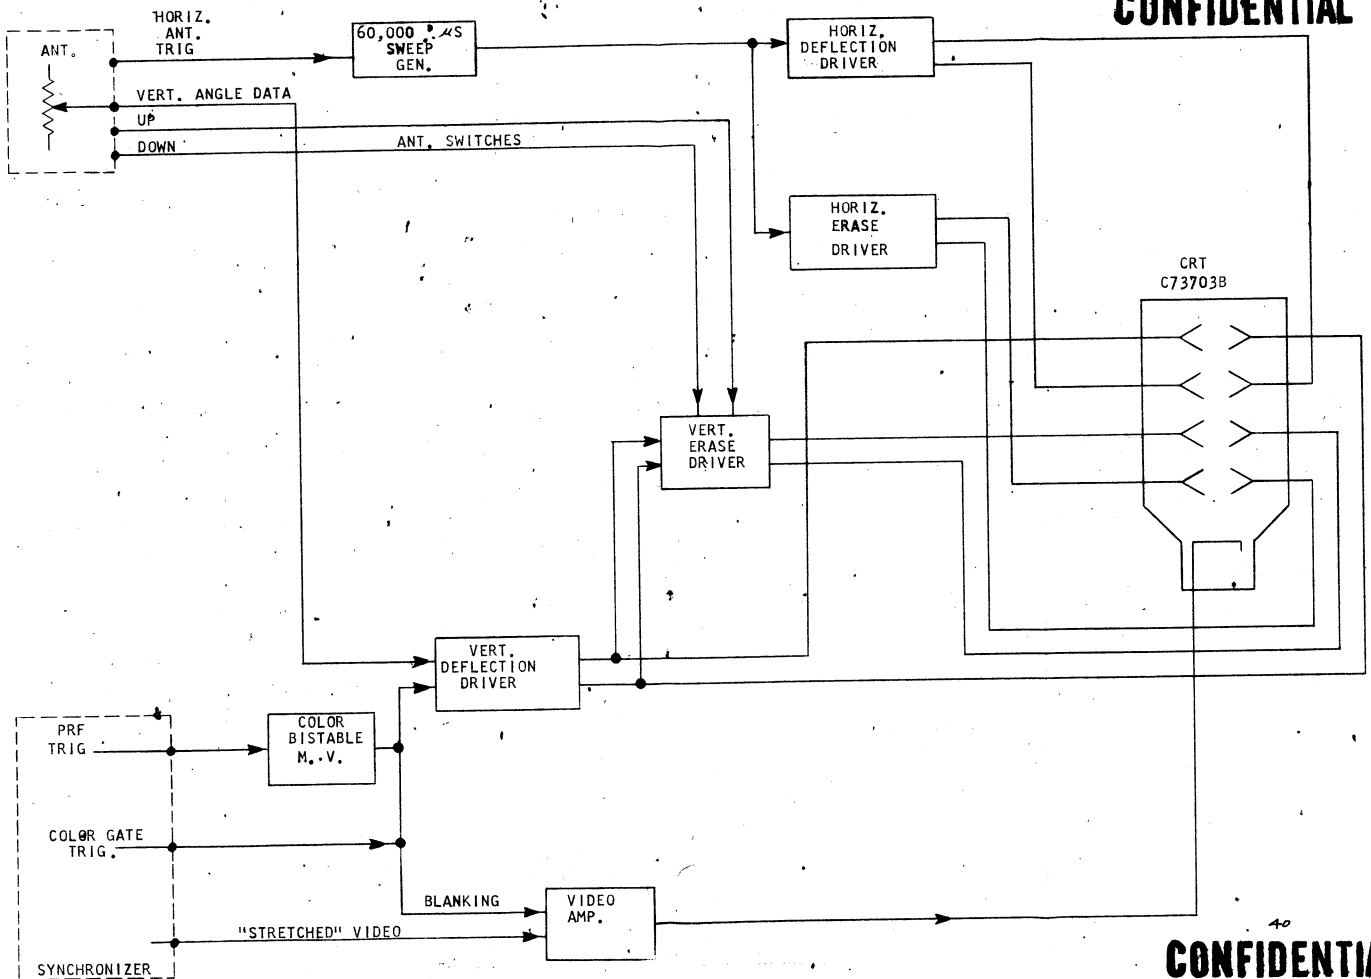 CONFIDENTIAL
HORIZ.
ANT.
TRIG
ANT.
60,000 μS
SWEEP
GEN.
HORIZ.
DEFLECTION
DRIVER
VERT. ANGLE DATA
UP
DOWN
ANT. SWITCHES
HORIZ.
ERASE
DRIVER
CRT
C73703B
VERT.
ERASE
DRIVER
VERT.
DEFLECTION
DRIVER
PRF
TRIG
COLOR
BISTABLE
M. V.
COLOR GATE
TRIG.
BLANKING
VIDEO
AMP.
"STRETCHED" VIDEO
SYNCHRONIZER
40
CONFIDENTIA